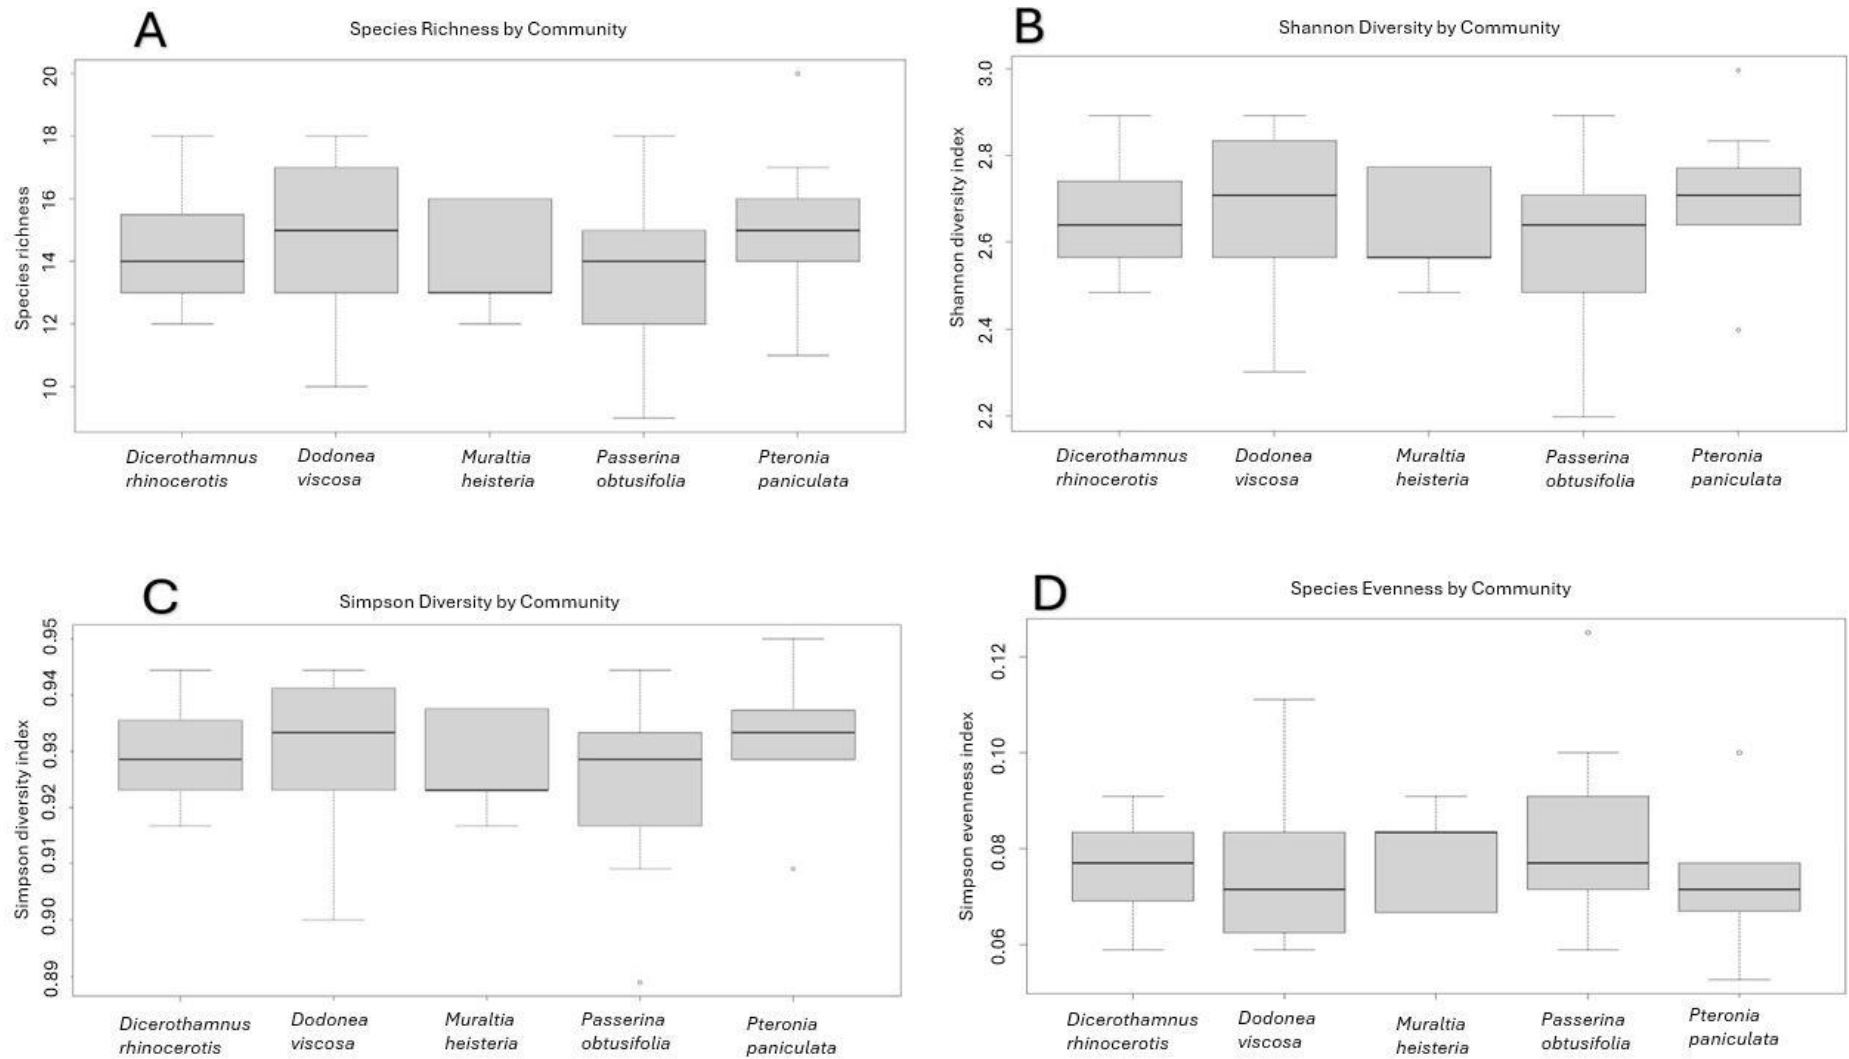 A
Species Richness by Community
Species richness
20
18
16
14
12
10
Dicerothamnus
rhinocerotis
Dodonea
viscosa
Muraltia
heisteria
Passerina
obtusifolia
Pteronia
paniculata
B
Shannon Diversity by Community
Shannon diversity index
3.0
2.8
2.6
2.4
2.2
Dicerothamnus
rhinocerotis
Dodonea
viscosa
Muraltia
heisteria
Passerina
obtusifolia
Pteronia
paniculata
C
Simpson Diversity by Community
Simpson diversity index
0.95
0.94
0.93
0.92
0.91
0.90
0.89
Dicerothamnus
rhinocerotis
Dodonea
viscosa
Muraltia
heisteria
Passerina
obtusifolia
Pteronia
paniculata
D
Species Evenness by Community
Simpson evenness index
0.12
0.10
0.08
0.06
Dicerothamnus
rhinocerotis
Dodonea
viscosa
Muraltia
heisteria
Passerina
obtusifolia
Pteronia
paniculata